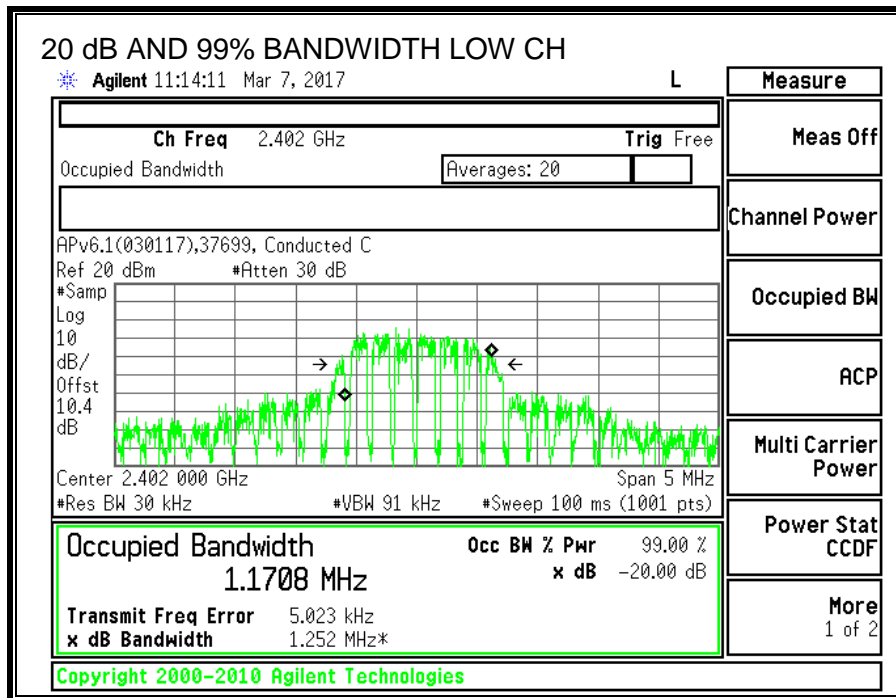 20 dB AND 99% BANDWIDTH LOW CH
Agilent 11:14:11 Mar 7, 2017 L
Measure
Ch Freq 2.402 GHz Trig Free
Occupied Bandwidth Averages: 20
APv6.1(030117),37699, Conducted C
Ref 20 dBm #Atten 30 dB
#Samp
Log
10
dB/
Offst
10.4
dB
Center 2.402 000 GHz Span 5 MHz
#Res BW 30 kHz #VBW 91 kHz #Sweep 100 ms (1001 pts)
Occupied Bandwidth Occ BW % Pwr 99.00 %
1.1708 MHz x dB -20.00 dB
Transmit Freq Error 5.023 kHz
x dB Bandwidth 1.252 MHz*
Meas Off
Channel Power
Occupied BW
ACP
Multi Carrier
Power
Power Stat
CCDF
More
1 of 2
Copyright 2000-2010 Agilent Technologies